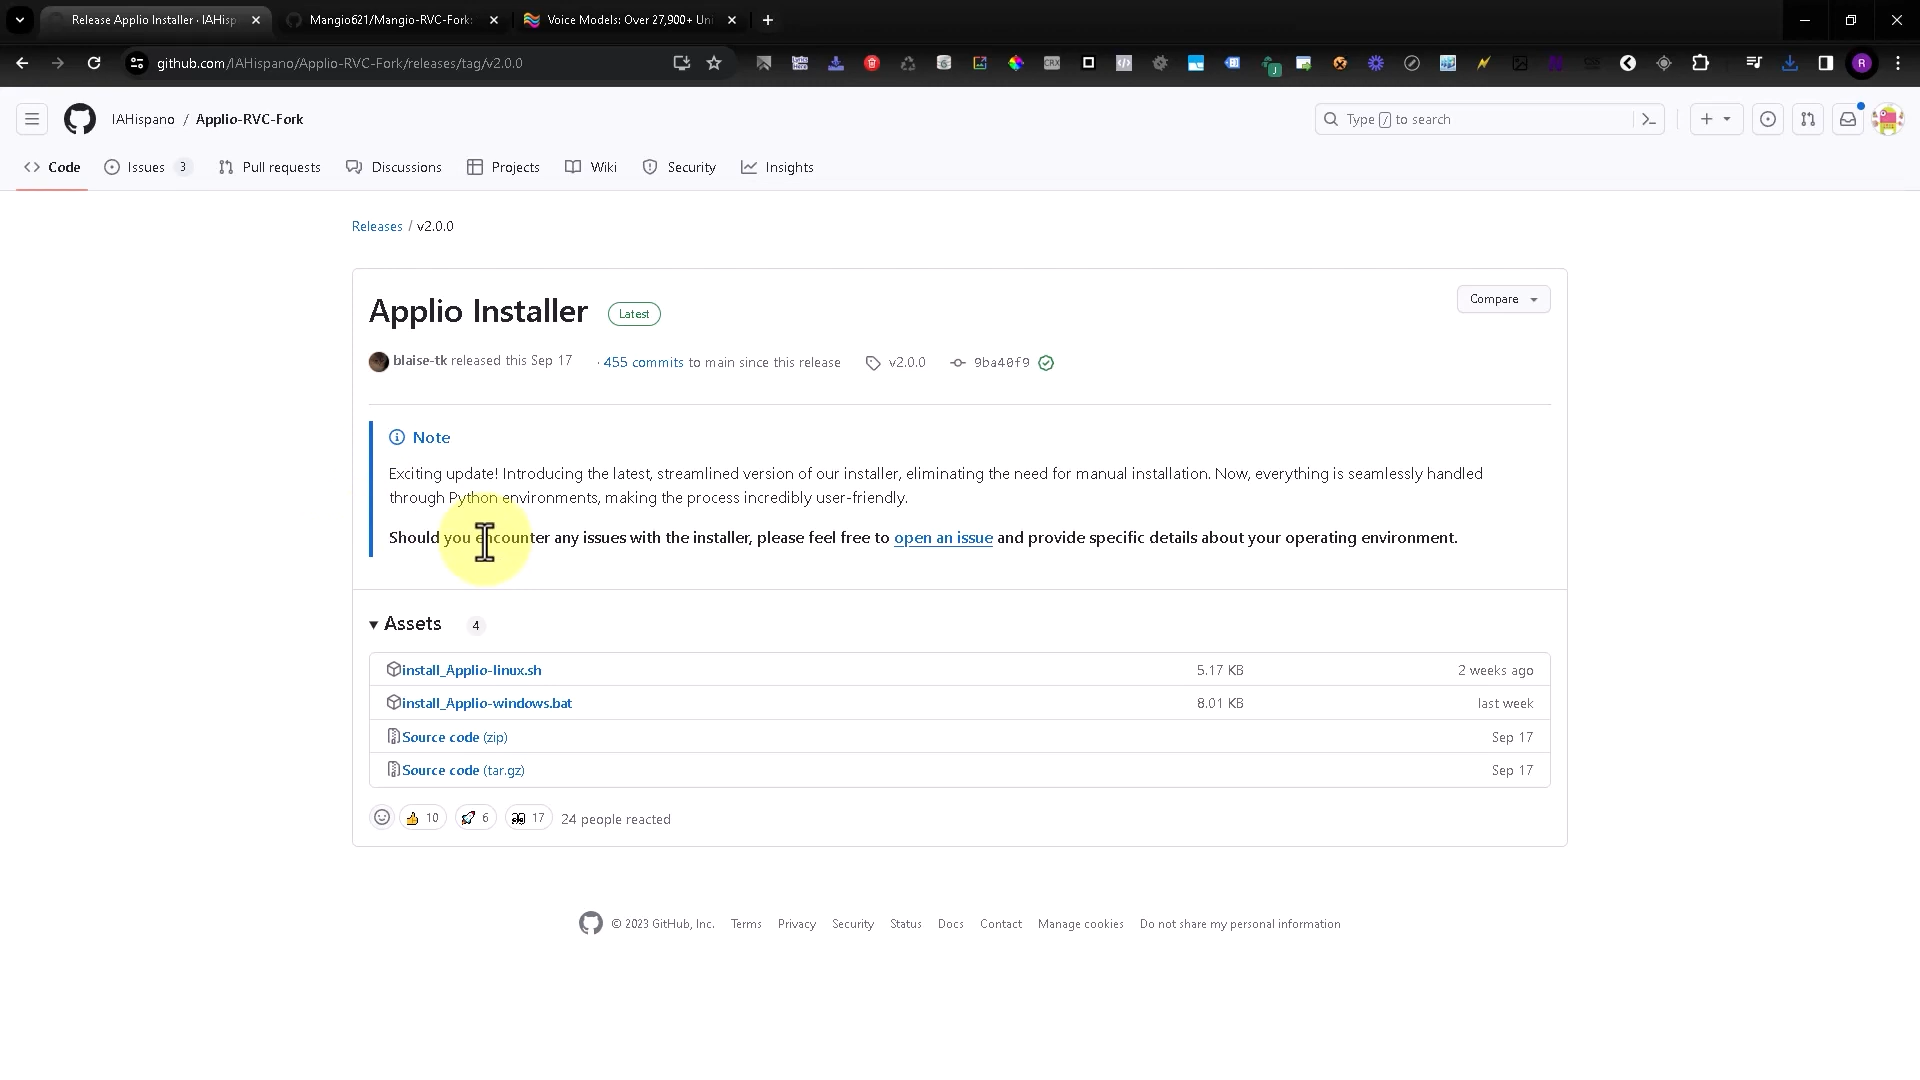 Release Applio Installer · IAHisp
Mangio621/Mangio-RVC-Fork:
Voice Models: Over 27,900+ Uni
github.com/IAHispano/Applio-RVC-Fork/releases/tag/v2.0.0
CRX
J
R
IAHispano / Applio-RVC-Fork
Type / to search
Code
Issues 3
Pull requests
Discussions
Projects
Wiki
Security
Insights
Releases / v2.0.0
Applio Installer Latest
Compare
blaise-tk released this Sep 17 · 455 commits to main since this release v2.0.0 9ba40f9
Note
Exciting update! Introducing the latest, streamlined version of our installer, eliminating the need for manual installation. Now, everything is seamlessly handled
through Python environments, making the process incredibly user-friendly.
Should you encounter any issues with the installer, please feel free to open an issue and provide specific details about your operating environment.
Assets 4
install_Applio-linux.sh 5.17 KB 2 weeks ago
install_Applio-windows.bat 8.01 KB last week
Source code (zip) Sep 17
Source code (tar.gz) Sep 17
10 6 17 24 people reacted
© 2023 GitHub, Inc. Terms Privacy Security Status Docs Contact Manage cookies Do not share my personal information